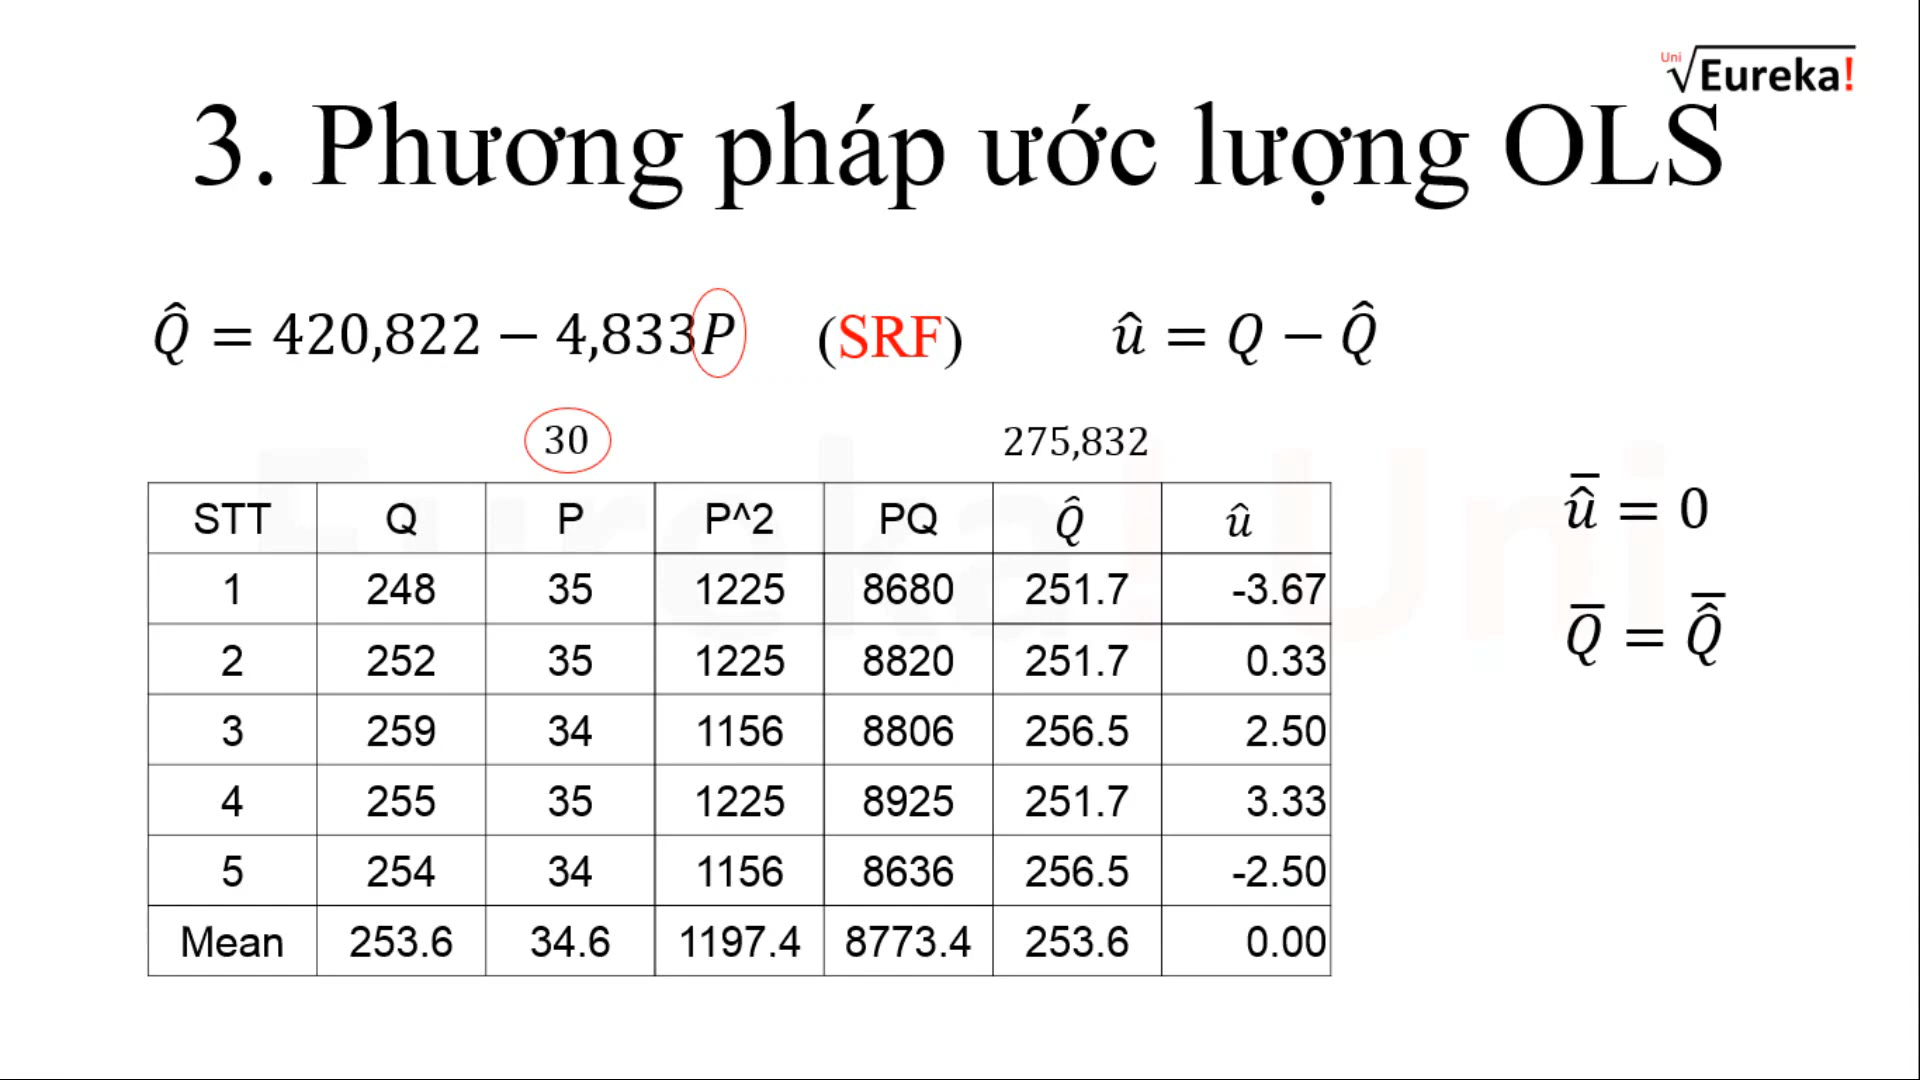 Uni
√Eureka!
3. Phương pháp ước lượng OLS
Q̂ = 420,822 − 4,833P (SRF) û = Q − Q̂
30 275,832
STT Q P P^2 PQ Q̂ û
1 248 35 1225 8680 251.7 -3.67
2 252 35 1225 8820 251.7 0.33
3 259 34 1156 8806 256.5 2.50
4 255 35 1225 8925 251.7 3.33
5 254 34 1156 8636 256.5 -2.50
Mean 253.6 34.6 1197.4 8773.4 253.6 0.00
û̅ = 0
Q̅ = Q̂̅
Eureka! Uni